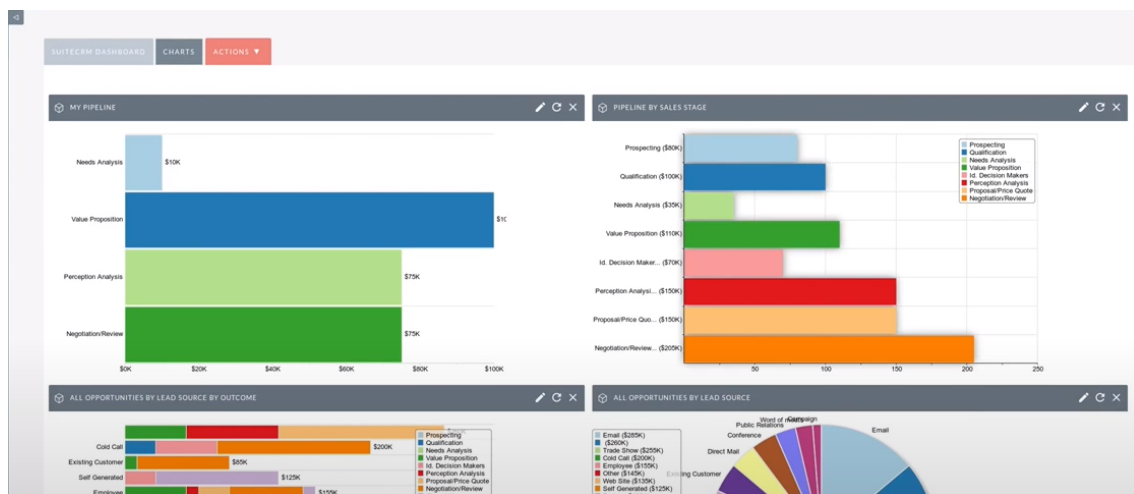 SUITECRM DASHBOARD
CHARTS
ACTIONS ▼
MY PIPELINE
Needs Analysis
$10K
Value Proposition
$1
Perception Analysis
$75K
Negotiation/Review
$75K
$0K $20K $40K $60K $80K $100K
PIPELINE BY SALES STAGE
Prospecting ($80K)
Qualification ($100K)
Needs Analysis ($35K)
Value Proposition ($110K)
Id. Decision Maker... ($70K)
Perception Analysi... ($150K)
Proposal/Price Quo... ($150K)
Negotiation/Review... ($205K)
50 100 150 200 250
Prospecting
Qualification
Needs Analysis
Value Proposition
Id. Decision Makers
Perception Analysis
Proposal/Price Quote
Negotiation/Review
ALL OPPORTUNITIES BY LEAD SOURCE BY OUTCOME
Cold Call
$200K
Existing Customer
$85K
Self Generated
$125K
Employee
$155K
Prospecting
Qualification
Needs Analysis
Value Proposition
Id. Decision Makers
Perception Analysis
Proposal/Price Quote
Negotiation/Review
ALL OPPORTUNITIES BY LEAD SOURCE
Email ($285K)
($260K)
Trade Show ($255K)
Cold Call ($200K)
Employee ($155K)
Other ($145K)
Web Site ($135K)
Self Generated ($125K)
Word of
Public Relations
Conference
Direct Mail
Existing Customer
Email